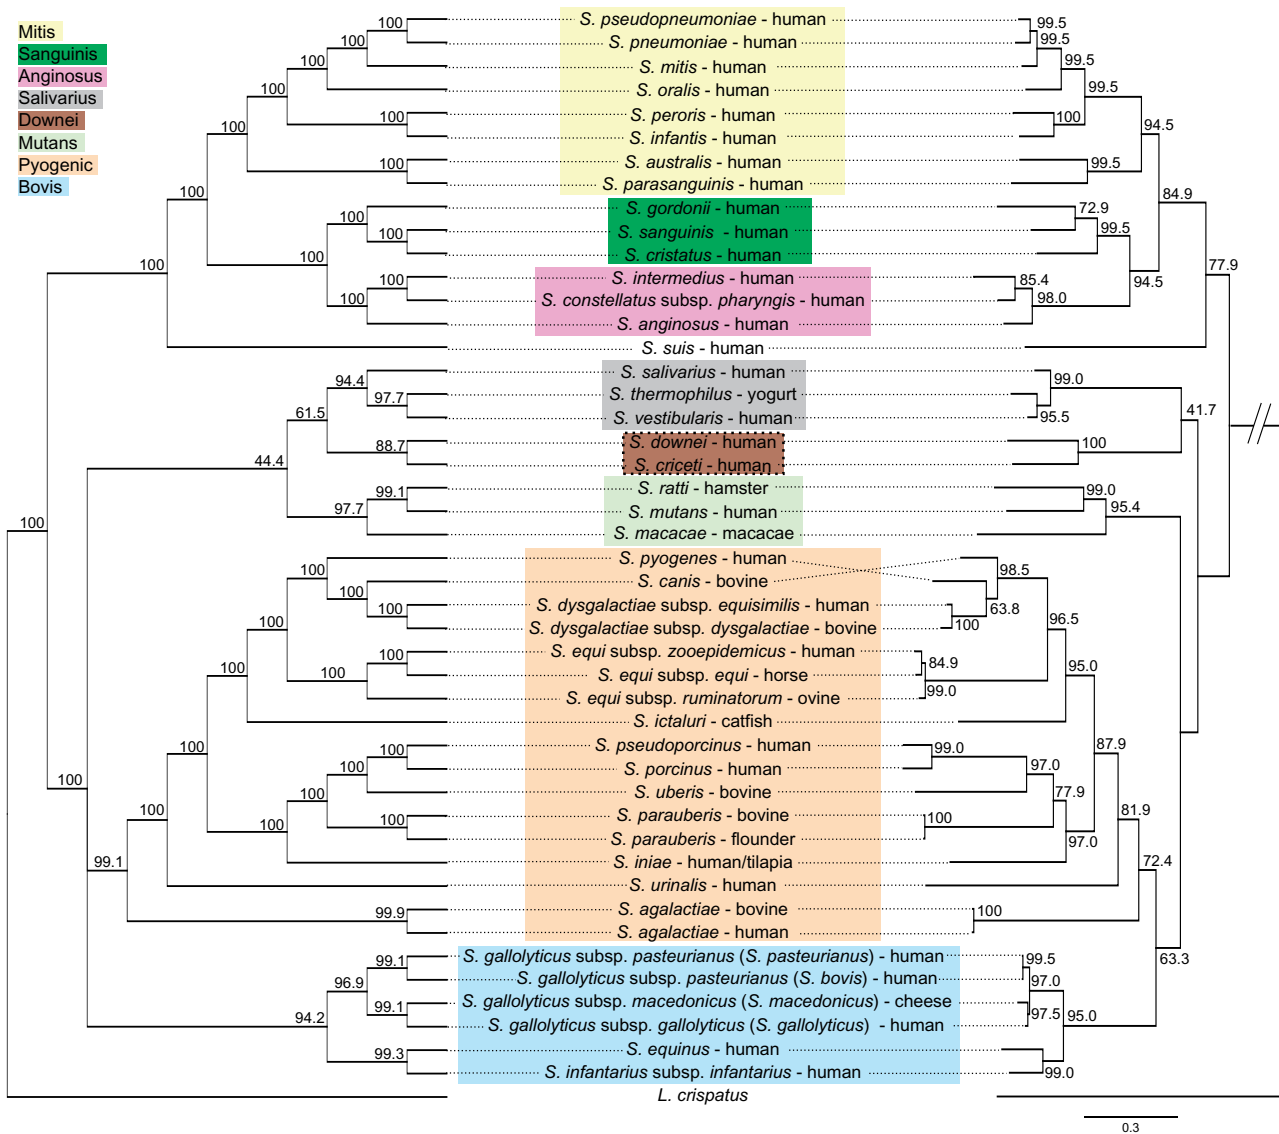 Mitis
Sanguinis
Anginosus
Salivarius
Downei
Mutans
Pyogenic
Bovis
100 S. pseudopneumoniae - human 99.5
100 S. pneumoniae - human 99.5
100 S. mitis - human 99.5
100 S. oralis - human 99.5
100 S. peroris - human 100
100 S. infantis - human 94.5
100 S. australis - human 99.5
100 S. parasanguinis - human 84.9
100 S. gordonii - human 72.9
100 S. sanguinis - human 99.5
100 S. cristatus - human 77.9
100 S. intermedius - human 85.4 94.5
100 S. constellatus subsp. pharyngis - human 98.0
S. anginosus - human
S. suis - human
94.4 S. salivarius - human 99.0
97.7 S. thermophilus - yogurt
61.5 S. vestibularis - human 95.5 41.7
88.7 S. downei - human 100
44.4 S. criceti - human
99.1 S. ratti - hamster 99.0
97.7 S. mutans - human 95.4
100 S. macacae - macacae
100 S. pyogenes - human 98.5
100 S. canis - bovine
100 S. dysgalactiae subsp. equisimilis - human 63.8
100 S. dysgalactiae subsp. dysgalactiae - bovine 100 96.5
100 S. equi subsp. zooepidemicus - human 84.9
100 100 S. equi subsp. equi - horse 95.0
S. equi subsp. ruminatorum - ovine 99.0
S. ictaluri - catfish
100 100 S. pseudoporcinus - human 99.0 87.9
100 100 S. porcinus - human 97.0
100 S. uberis - bovine 77.9
100 100 100 S. parauberis - bovine 100 81.9
S. parauberis - flounder 97.0
99.1 S. iniae - human/tilapia 72.4
S. urinalis - human
99.9 S. agalactiae - bovine 100
S. agalactiae - human
99.1 S. gallolyticus subsp. pasteurianus (S. pasteurianus) - human 99.5 63.3
96.9 S. gallolyticus subsp. pasteurianus (S. bovis) - human 97.0
99.1 S. gallolyticus subsp. macedonicus (S. macedonicus) - cheese 97.5
94.2 S. gallolyticus subsp. gallolyticus (S. gallolyticus) - human 95.0
99.3 S. equinus - human
S. infantarius subsp. infantarius - human 99.0
L. crispatus
0.3